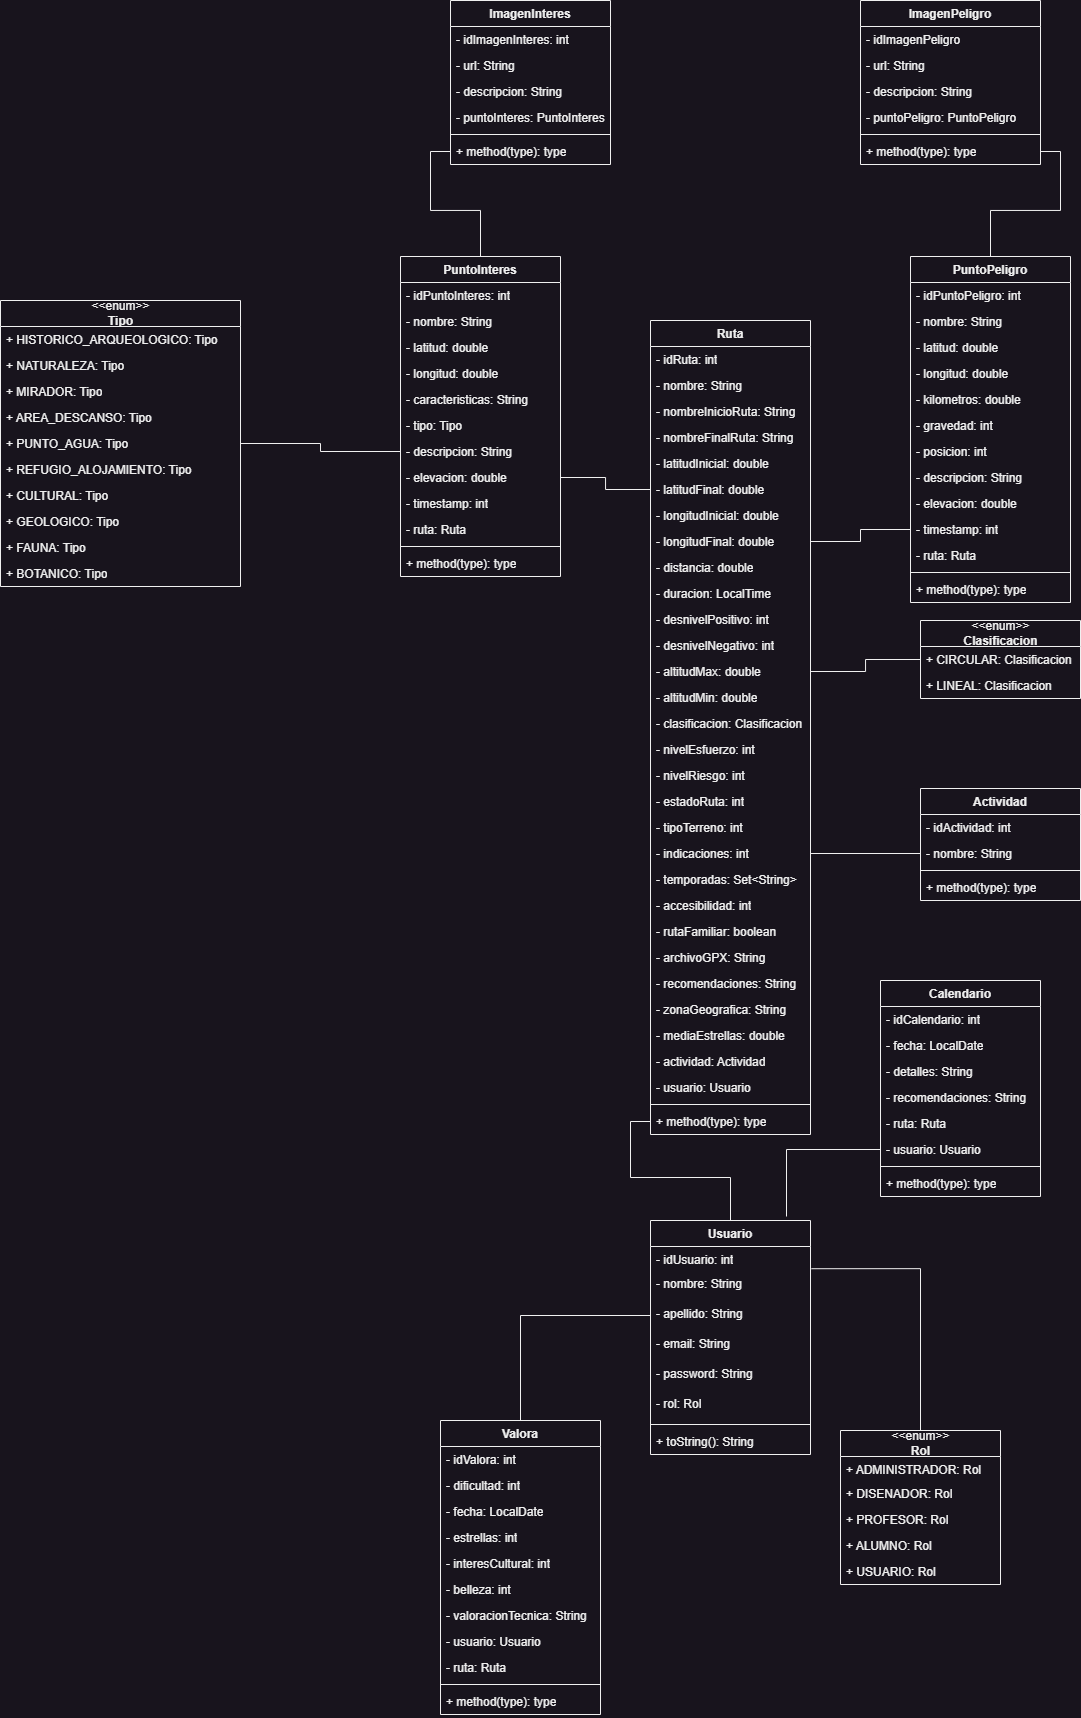 ImagenInteres
- idImagenInteres: int
- url: String
- descripcion: String
- puntoInteres: PuntoInteres
+ method(type): type
ImagenPeligro
- idImagenPeligro
- url: String
- descripcion: String
- puntoPeligro: PuntoPeligro
+ method(type): type
<<enum>>
Tipo
+ HISTORICO_ARQUEOLOGICO: Tipo
+ NATURALEZA: Tipo
+ MIRADOR: Tipo
+ AREA_DESCANSO: Tipo
+ PUNTO_AGUA: Tipo
+ REFUGIO_ALOJAMIENTO: Tipo
+ CULTURAL: Tipo
+ GEOLOGICO: Tipo
+ FAUNA: Tipo
+ BOTANICO: Tipo
PuntoInteres
- idPuntoInteres: int
- nombre: String
- latitud: double
- longitud: double
- caracteristicas: String
- tipo: Tipo
- descripcion: String
- elevacion: double
- timestamp: int
- ruta: Ruta
+ method(type): type
Ruta
- idRuta: int
- nombre: String
- nombreInicioRuta: String
- nombreFinalRuta: String
- latitudInicial: double
- latitudFinal: double
- longitudInicial: double
- longitudFinal: double
- distancia: double
- duracion: LocalTime
- desnivelPositivo: int
- desnivelNegativo: int
- altitudMax: double
- altitudMin: double
- clasificacion: Clasificacion
- nivelEsfuerzo: int
- nivelRiesgo: int
- estadoRuta: int
- tipoTerreno: int
- indicaciones: int
- temporadas: Set<String>
- accesibilidad: int
- rutaFamiliar: boolean
- archivoGPX: String
- recomendaciones: String
- zonaGeografica: String
- mediaEstrellas: double
- actividad: Actividad
- usuario: Usuario
+ method(type): type
PuntoPeligro
- idPuntoPeligro: int
- nombre: String
- latitud: double
- longitud: double
- kilometros: double
- gravedad: int
- posicion: int
- descripcion: String
- elevacion: double
- timestamp: int
- ruta: Ruta
+ method(type): type
<<enum>>
Clasificacion
+ CIRCULAR: Clasificacion
+ LINEAL: Clasificacion
Actividad
- idActividad: int
- nombre: String
+ method(type): type
Calendario
- idCalendario: int
- fecha: LocalDate
- detalles: String
- recomendaciones: String
- ruta: Ruta
- usuario: Usuario
+ method(type): type
Usuario
- idUsuario: int
- nombre: String
- apellido: String
- email: String
- password: String
- rol: Rol
+ toString(): String
Valora
- idValora: int
- dificultad: int
- fecha: LocalDate
- estrellas: int
- interesCultural: int
- belleza: int
- valoracionTecnica: String
- usuario: Usuario
- ruta: Ruta
+ method(type): type
<<enum>>
Rol
+ ADMINISTRADOR: Rol
+ DISENADOR: Rol
+ PROFESOR: Rol
+ ALUMNO: Rol
+ USUARIO: Rol